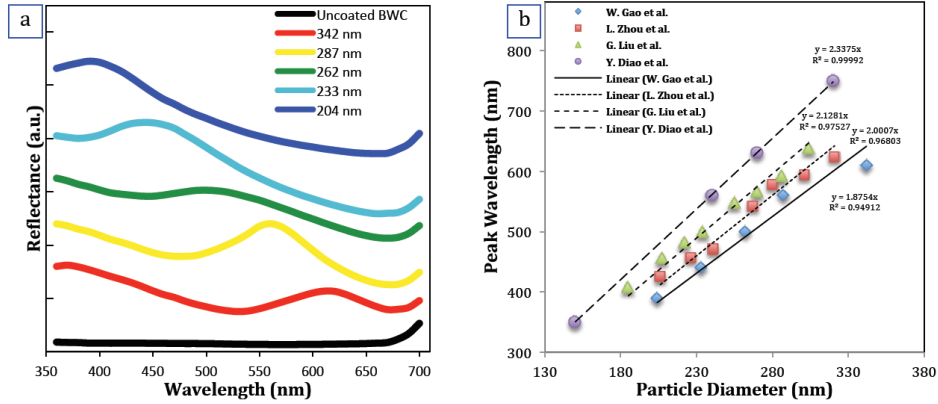 a
Reflectance (a.u.)
Uncoated BWC
342 nm
287 nm
262 nm
233 nm
204 nm
350 400 450 500 550 600 650 700
Wavelength (nm)
b
Peak Wavelength (nm)
800
700
600
500
400
300
W. Gao et al.
L. Zhou et al.
G. Liu et al.
Y. Diao et al.
Linear (W. Gao et al.)
Linear (L. Zhou et al.)
Linear (G. Liu et al.)
Linear (Y. Diao et al.)
y = 2.3375x
R² = 0.99992
y = 2.1281x
R² = 0.97527
y = 2.0007x
R² = 0.96803
y = 1.8754x
R² = 0.94912
130 180 230 280 330 380
Particle Diameter (nm)